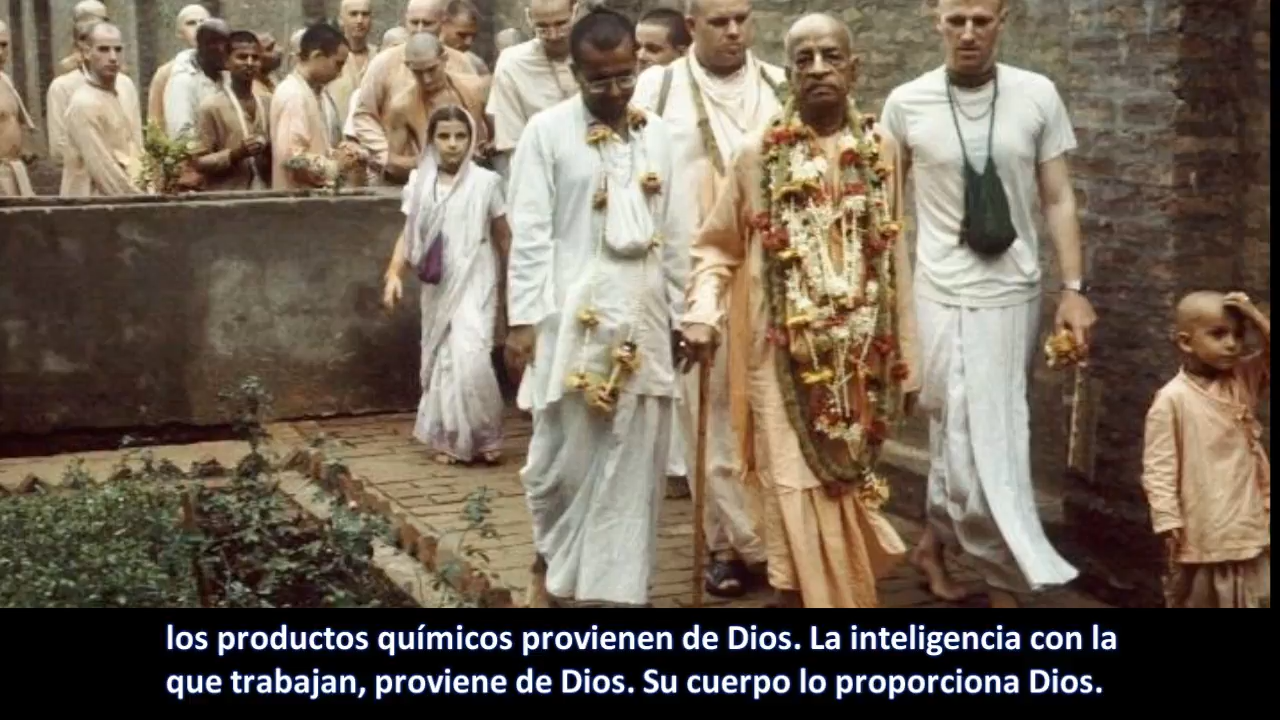 los productos químicos provienen de Dios. La inteligencia con la
que trabajan, proviene de Dios. Su cuerpo lo proporciona Dios.